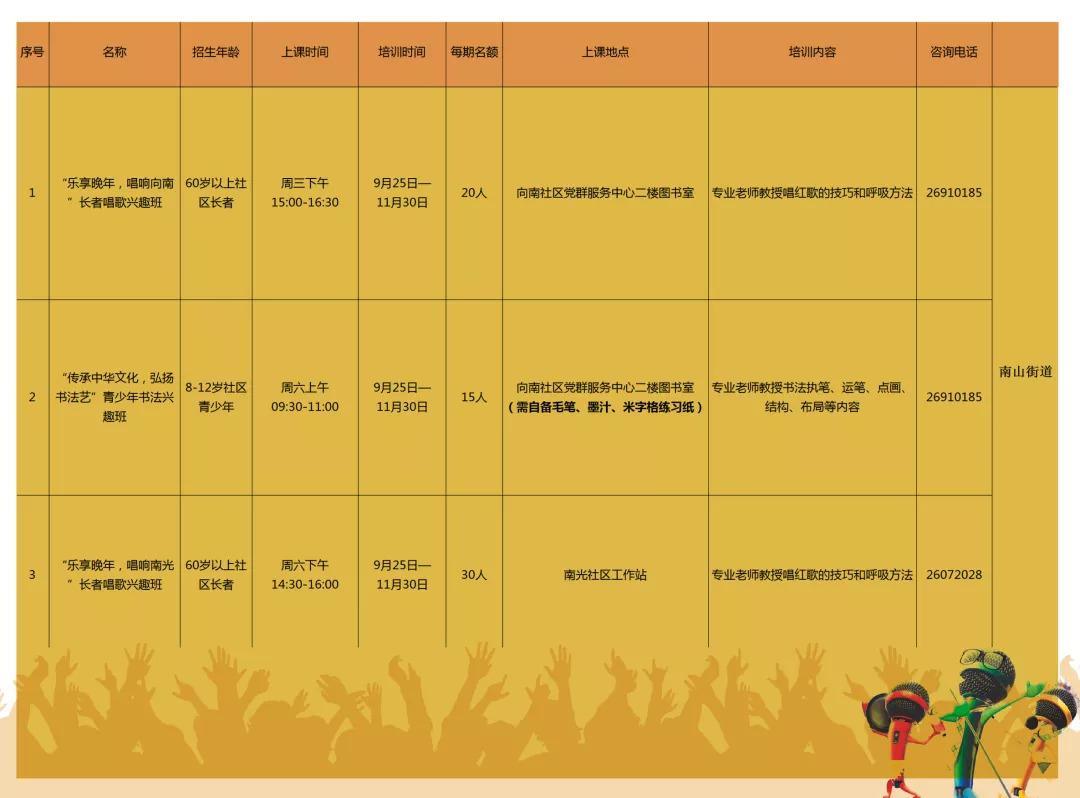 序号 名称 招生年龄 上课时间 培训时间 每期名额 上课地点 培训内容 咨询电话
1
“乐享晚年，唱响向南
”长者唱歌兴趣班
60岁以上社
区长者
周三下午
15:00-16:30
9月25日—
11月30日
20人
向南社区党群服务中心二楼图书室
专业老师教授唱红歌的技巧和呼吸方法
26910185
南山街道
2
“传承中华文化，弘扬
书法艺”青少年书法兴
趣班
8-12岁社区
青少年
周六上午
09:30-11:00
9月25日—
11月30日
15人
向南社区党群服务中心二楼图书室
（需自备毛笔、墨汁、米字格练习纸）
专业老师教授书法执笔、运笔、点画、
结构、布局等内容
26910185
3
“乐享晚年，唱响南光
”长者唱歌兴趣班
60岁以上社
区长者
周六下午
14:30-16:00
9月25日—
11月30日
30人
南光社区工作站
专业老师教授唱红歌的技巧和呼吸方法
26072028